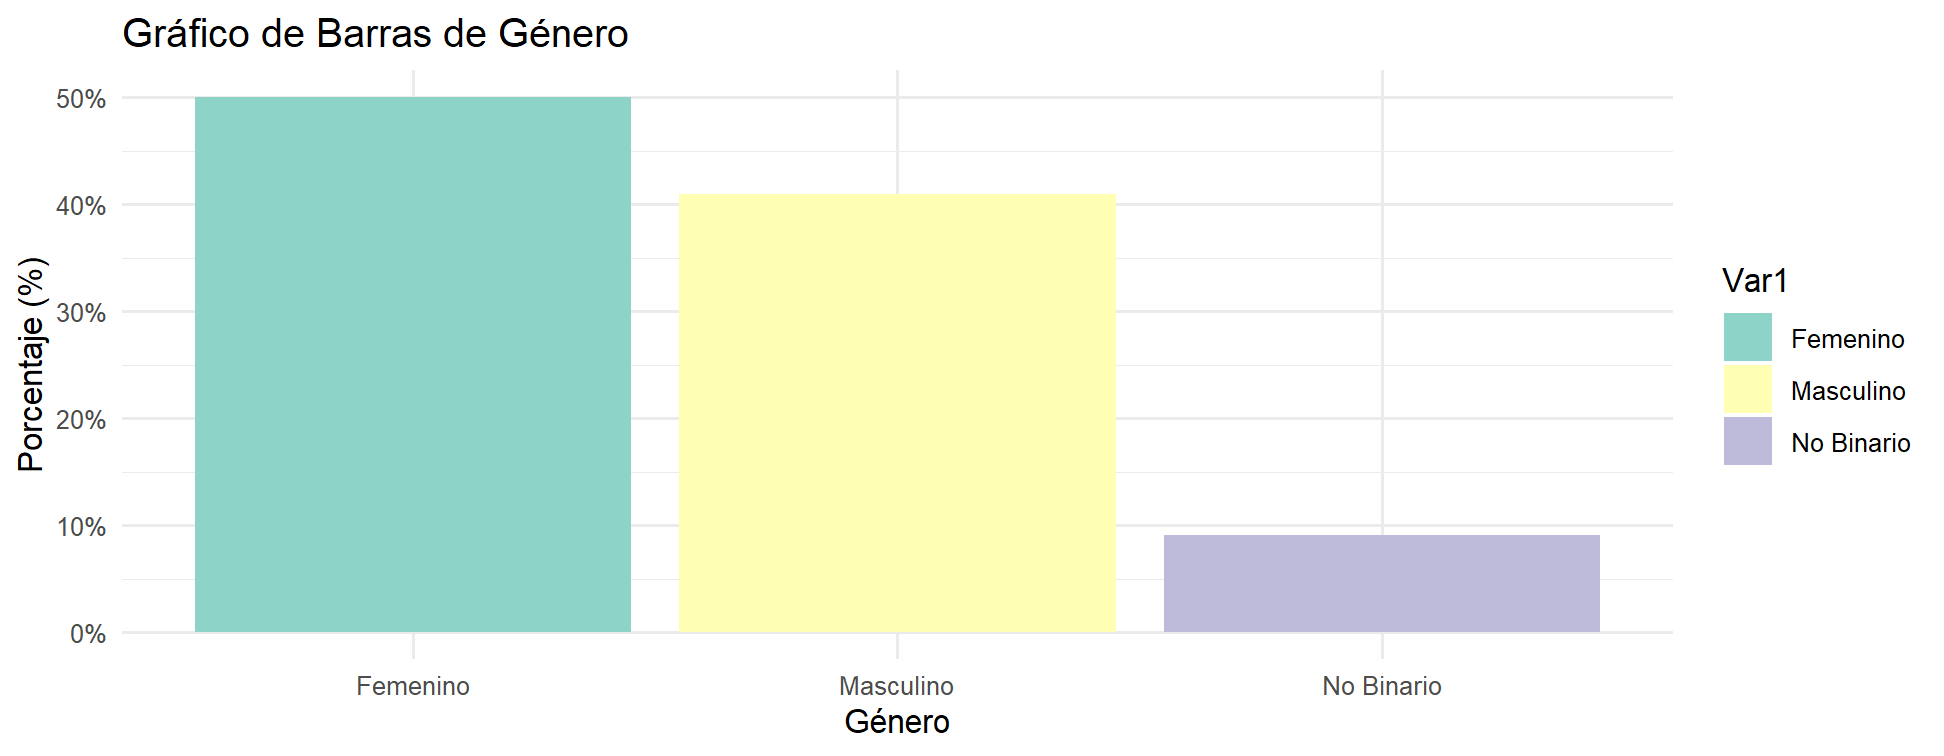 Gráfico de Barras de Género
Porcentaje (%)
50%
40%
30%
20%
10%
0%
Femenino
Masculino
No Binario
Género
Var1
Femenino
Masculino
No Binario